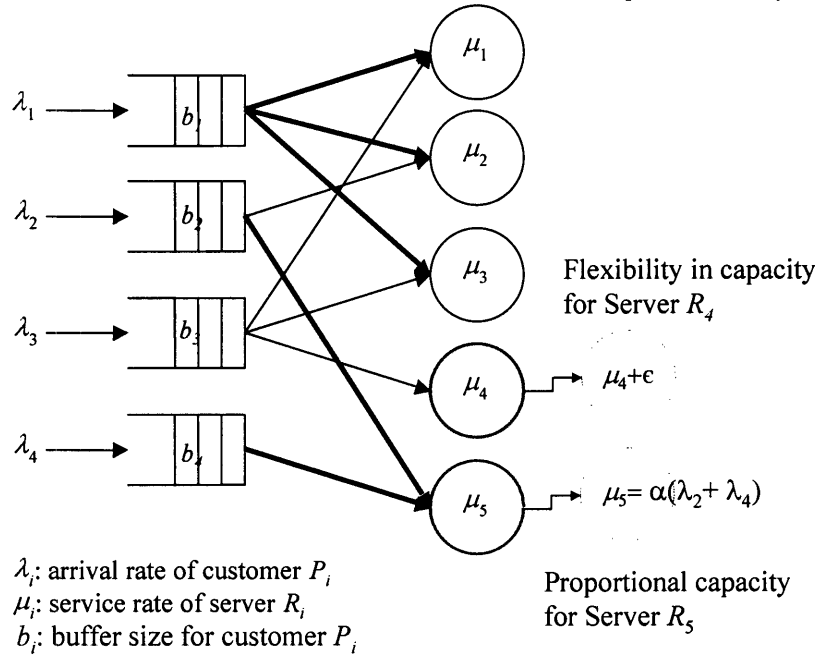 λ₁
b₁
μ₁
λ₂
b₂
μ₂
λ₃
b₃
μ₃
Flexibility in capacity
for Server R₄
λ₄
b₄
μ₄
μ₄+ϵ
μ₅
μ₅= α(λ₂+ λ₄)
λᵢ: arrival rate of customer Pᵢ
μᵢ: service rate of server Rᵢ
bᵢ: buffer size for customer Pᵢ
Proportional capacity
for Server R₅